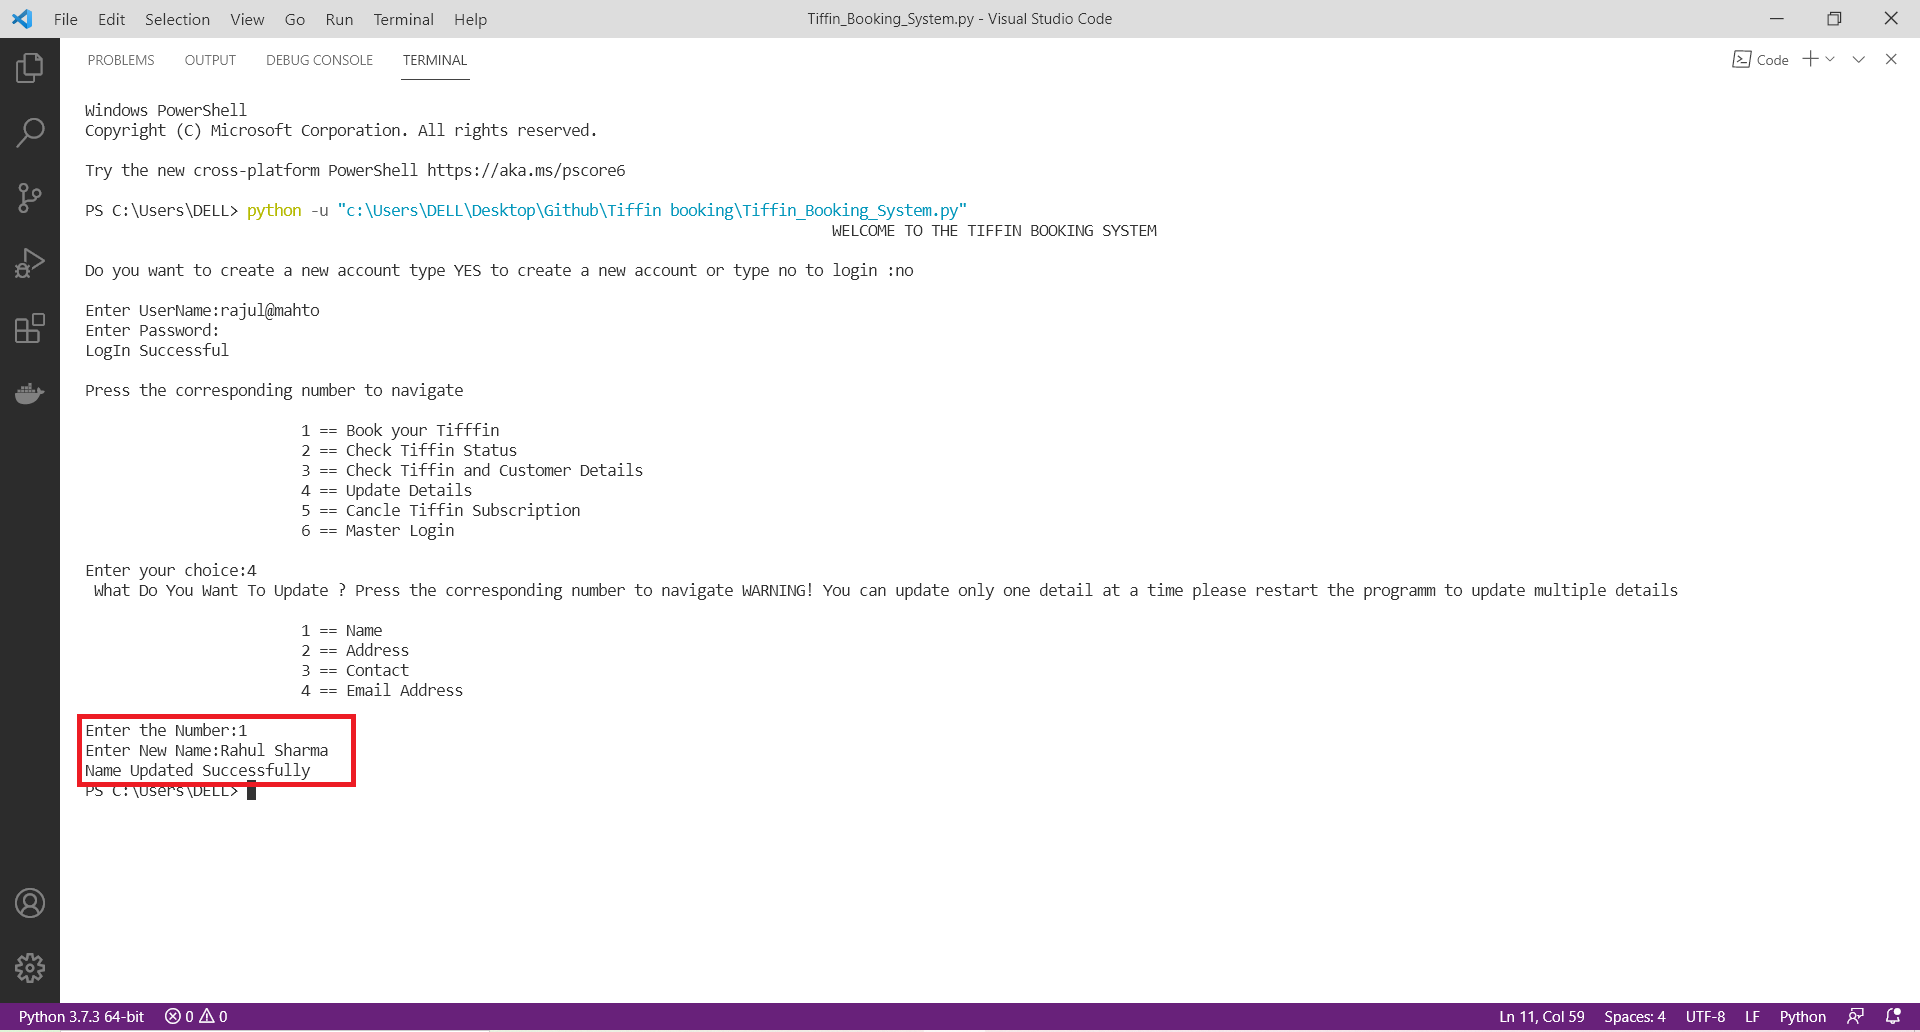 File Edit Selection View Go Run Terminal Help
Tiffin_Booking_System.py - Visual Studio Code
PROBLEMS OUTPUT DEBUG CONSOLE TERMINAL
Code
Windows PowerShell
Copyright (C) Microsoft Corporation. All rights reserved.
Try the new cross-platform PowerShell https://aka.ms/pscore6
PS C:\Users\DELL> python -u "c:\Users\DELL\Desktop\Github\Tiffin booking\Tiffin_Booking_System.py"
WELCOME TO THE TIFFIN BOOKING SYSTEM
Do you want to create a new account type YES to create a new account or type no to login :no
Enter UserName:rajul@mahto
Enter Password:
LogIn Successful
Press the corresponding number to navigate
1 == Book your Tifffin
2 == Check Tiffin Status
3 == Check Tiffin and Customer Details
4 == Update Details
5 == Cancle Tiffin Subscription
6 == Master Login
Enter your choice:4
What Do You Want To Update ? Press the corresponding number to navigate WARNING! You can update only one detail at a time please restart the programm to update multiple details
1 == Name
2 == Address
3 == Contact
4 == Email Address
Enter the Number:1
Enter New Name:Rahul Sharma
Name Updated Successfully
PS C:\Users\DELL>
Python 3.7.3 64-bit 0 0
Ln 11, Col 59 Spaces: 4 UTF-8 LF Python